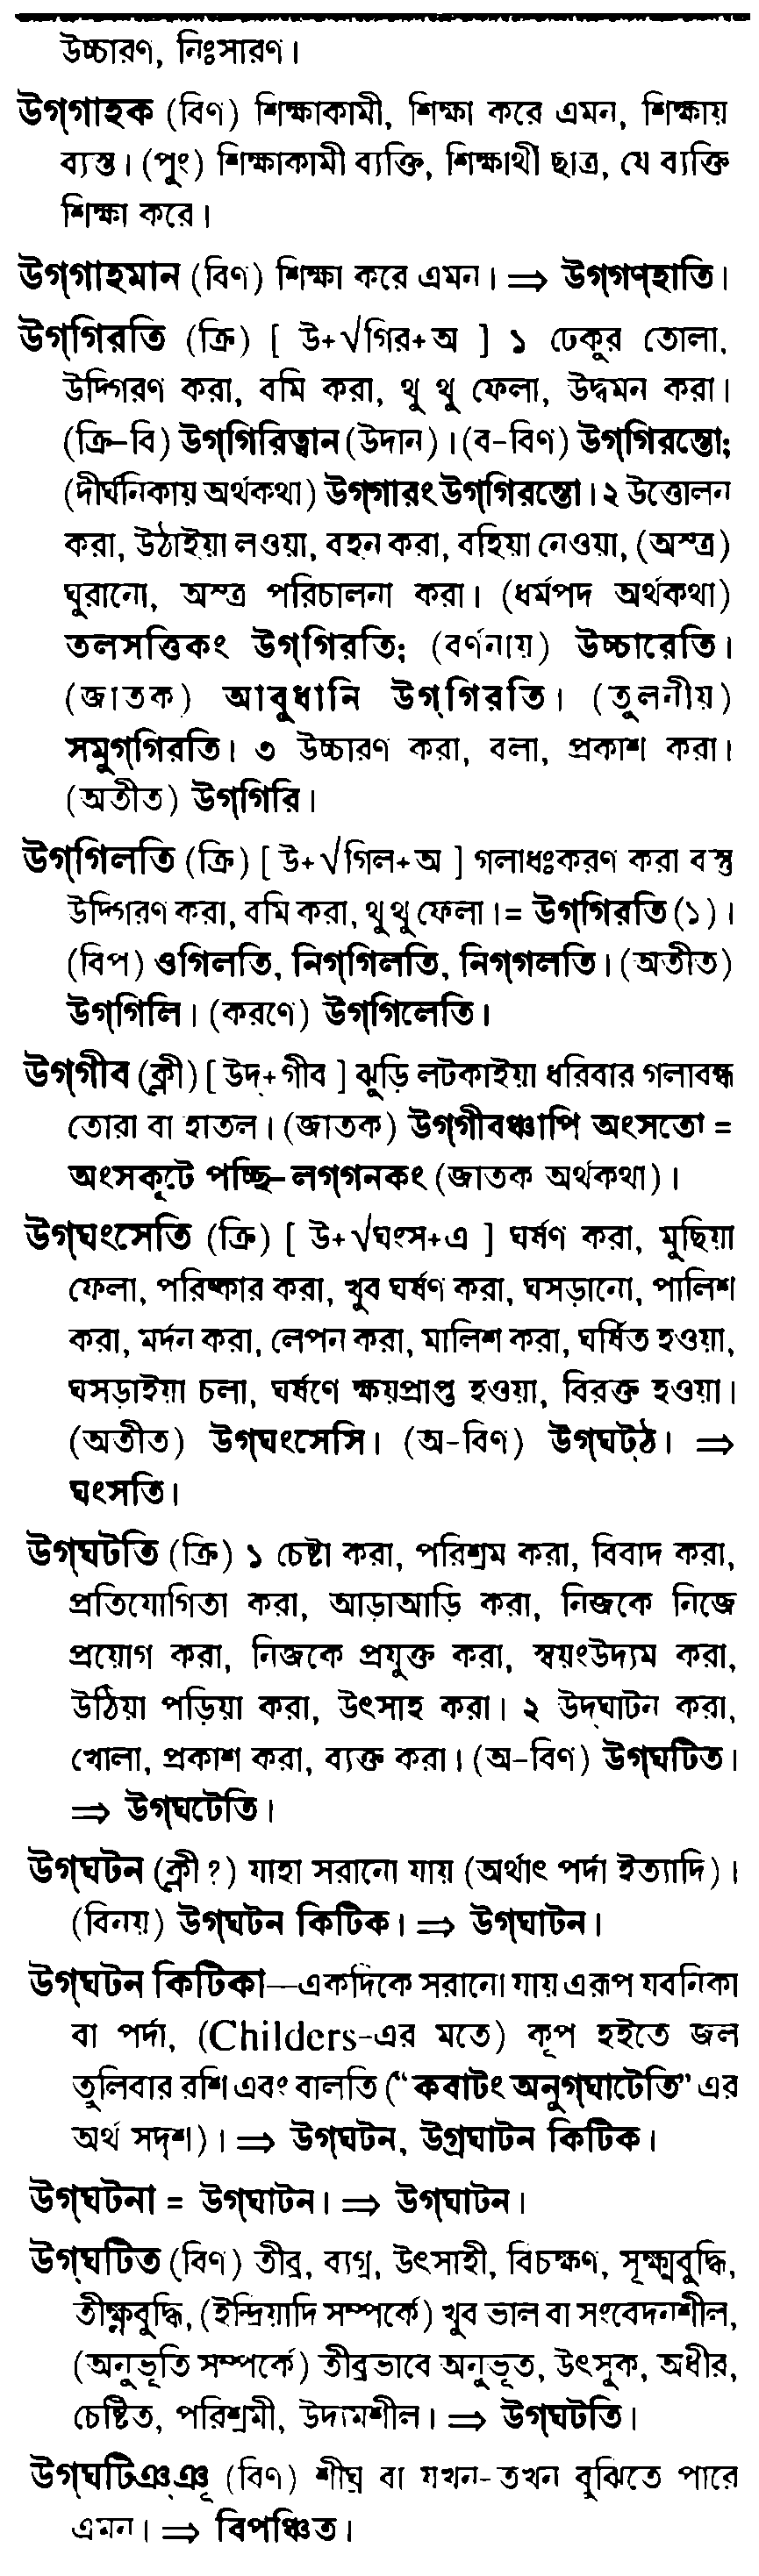 উচ্চারণ, নিঃসারণ।
উগ্‌গাহক (বিণ) শিক্ষাকামী, শিক্ষা করে এমন, শিক্ষায়
ব্যস্ত। (পুং) শিক্ষাকামী ব্যক্তি, শিক্ষার্থী ছাত্র, যে ব্যক্তি
শিক্ষা করে।
উগ্‌গাহমান (বিণ) শিক্ষা করে এমন। ⇒ উগ্‌গণ্‌হাতি।
উগ্‌গিরতি (ক্রি) [ উ+√গির+অ ] ১ ঢেকুর তোলা,
উদ্গিরণ করা, বমি করা, থু থু ফেলা, উদ্বমন করা।
(ক্রি-বি) উগ্‌গিরিত্বান (উদান)। (ব-বিণ) উগ্‌গিরন্তো;
(দীর্ঘনিকায় অর্থকথা) উগ্‌গারং উগ্‌গিরন্তো। ২ উত্তোলন
করা, উঠাইয়া লওয়া, বহন করা, বহিয়া নেওয়া, (অস্ত্র)
ঘুরানো, অস্ত্র পরিচালনা করা। (ধর্মপদ অর্থকথা)
তলসত্তিকং উগ্‌গিরতি; (বর্ণনায়) উচ্চারেতি।
(জাতক) আবুধানি উগ্‌গিরতি। (তুলনীয়)
সমুগ্‌গিরতি। ৩ উচ্চারণ করা, বলা, প্রকাশ করা।
(অতীত) উগ্‌গিরি।
উগ্‌গিলতি (ক্রি) [ উ+√গিল+অ ] গলাধঃকরণ করা বস্তু
উদ্গিরণ করা, বমি করা, থু থু ফেলা। = উগ্‌গিরতি (১)।
(বিপ) ওগিলতি, নিগ্‌গিলতি, নিগ্‌গলতি। (অতীত)
উগ্‌গিলি। (করণে) উগ্‌গিলেতি।
উগ্‌গীব (ক্লী) [ উদ্+গীব ] ঝুড়ি লটকাইয়া ধরিবার গলাবন্ধ
তোরা বা হাতল। (জাতক) উগ্‌গীবঞ্চাপি অংসতো =
অংসকূটে পচ্ছি-লগ্‌গনকং (জাতক অর্থকথা)।
উগ্‌ঘংসেতি (ক্রি) [ উ+√ঘংস+এ ] ঘর্ষণ করা, মুছিয়া
ফেলা, পরিষ্কার করা, খুব ঘর্ষণ করা, ঘসড়ানো, পালিশ
করা, মর্দন করা, লেপন করা, মালিশ করা, ঘর্ষিত হওয়া,
ঘসড়াইয়া চলা, ঘর্ষণে ক্ষয়প্রাপ্ত হওয়া, বিরক্ত হওয়া।
(অতীত) উগ্‌ঘংসেসি। (অ-বিণ) উগ্‌ঘট্‌ঠ। ⇒
ঘংসতি।
উগ্‌ঘটতি (ক্রি) ১ চেষ্টা করা, পরিশ্রম করা, বিবাদ করা,
প্রতিযোগিতা করা, আড়াআড়ি করা, নিজকে নিজে
প্রয়োগ করা, নিজকে প্রযুক্ত করা, স্বয়ংউদ্যম করা,
উঠিয়া পড়িয়া করা, উৎসাহ করা। ২ উদ্‌ঘাটন করা,
খোলা, প্রকাশ করা, ব্যক্ত করা। (অ-বিণ) উগ্‌ঘটিত।
⇒ উগ্‌ঘটেতি।
উগ্‌ঘটন (ক্লী?) যাহা সরানো যায় (অর্থাৎ পর্দা ইত্যাদি)।
(বিনয়) উগ্‌ঘটন কিটিক। ⇒ উগ্‌ঘাটন।
উগ্‌ঘটন কিটিকা—একদিকে সরানো যায় এরূপ যবনিকা
বা পর্দা, (Childers-এর মতে) কূপ হইতে জল
তুলিবার রশি এবং বালতি ("কবাটং অনুগ্‌ঘাটেতি" এর
অর্থ সদৃশ)। ⇒ উগ্‌ঘটন, উগ্রঘাটন কিটিক।
উগ্‌ঘটনা = উগ্‌ঘাটন। ⇒ উগ্‌ঘাটন।
উগ্‌ঘটিত (বিণ) তীব্র, ব্যগ্র, উৎসাহী, বিচক্ষণ, সূক্ষ্মবুদ্ধি,
তীক্ষ্ণবুদ্ধি, (ইন্দ্রিয়াদি সম্পর্কে) খুব ভাল বা সংবেদনশীল,
(অনুভূতি সম্পর্কে) তীব্রভাবে অনুভূত, উৎসুক, অধীর,
চেষ্টিত, পরিশ্রমী, উদ্যমশীল। ⇒ উগ্‌ঘটতি।
উগ্‌ঘটিঞ্‌ঞূ (বিণ) শীঘ্র বা যখন-তখন বুঝিতে পারে
এমন। ⇒ বিপঞ্চিত।